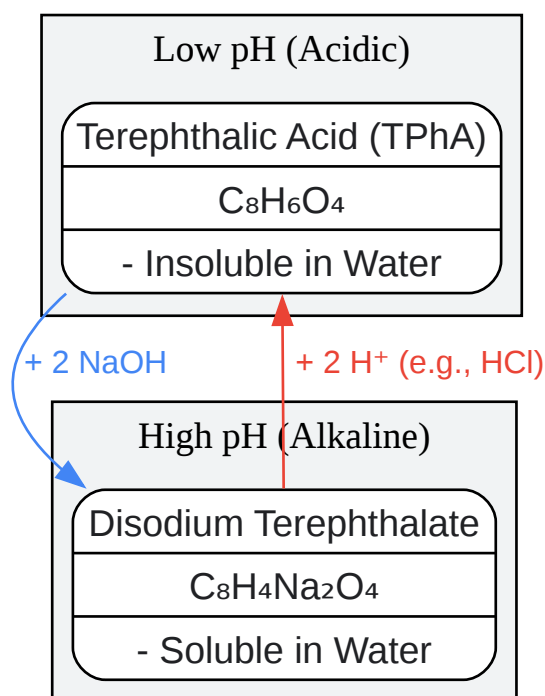 Low pH (Acidic)
Terephthalic Acid (TPhA)
C₈H₆O₄
- Insoluble in Water
+ 2 NaOH
+ 2 H⁺ (e.g., HCl)
High pH (Alkaline)
Disodium Terephthalate
C₈H₄Na₂O₄
- Soluble in Water